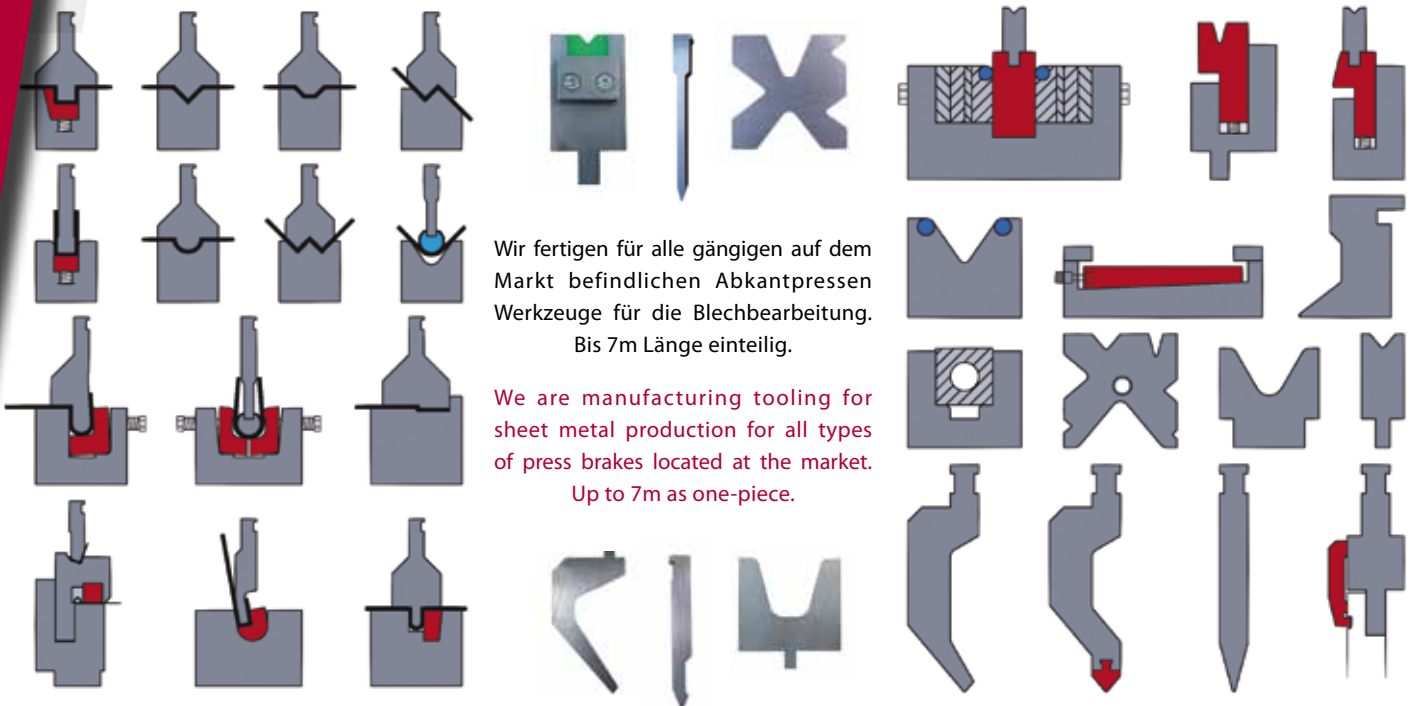 Wir fertigen für alle gängigen auf dem
Markt befindlichen Abkantpressen
Werkzeuge für die Blechbearbeitung.
Bis 7m Länge einteilig.
We are manufacturing tooling for
sheet metal production for all types
of press brakes located at the market.
Up to 7m as one-piece.